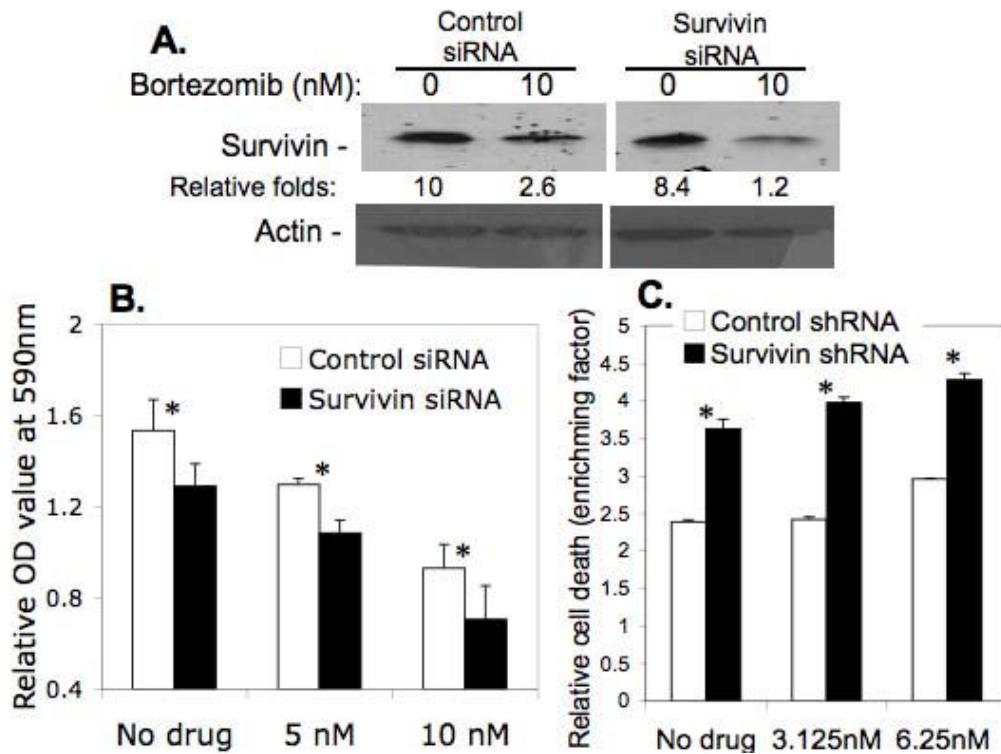 A.
Control
siRNA
Survivin
siRNA
Bortezomib (nM): 0 10 0 10
Survivin -
Relative folds: 10 2.6 8.4 1.2
Actin -
B.
Relative OD value at 590nm
2
1.6
1.2
0.8
0.4
Control siRNA
Survivin siRNA
*
*
*
No drug 5 nM 10 nM
C.
Relative cell death (enrichming factor)
5
4.5
4
3.5
3
2.5
2
1.5
1
0.5
0
Control shRNA
Survivin shRNA
*
*
*
No drug 3.125nM 6.25nM